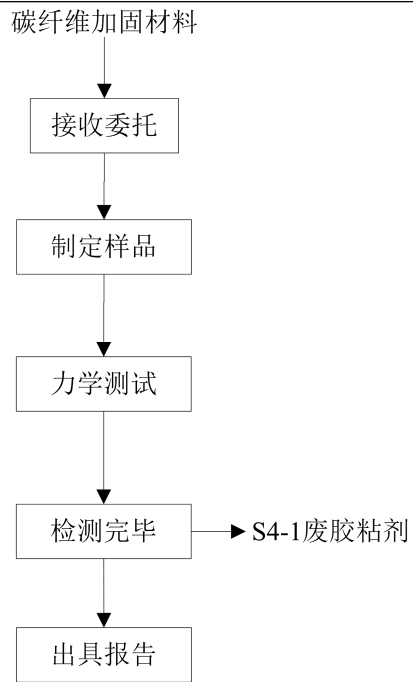 碳纤维加固材料
接收委托
制定样品
力学测试
检测完毕
S4-1废胶粘剂
出具报告